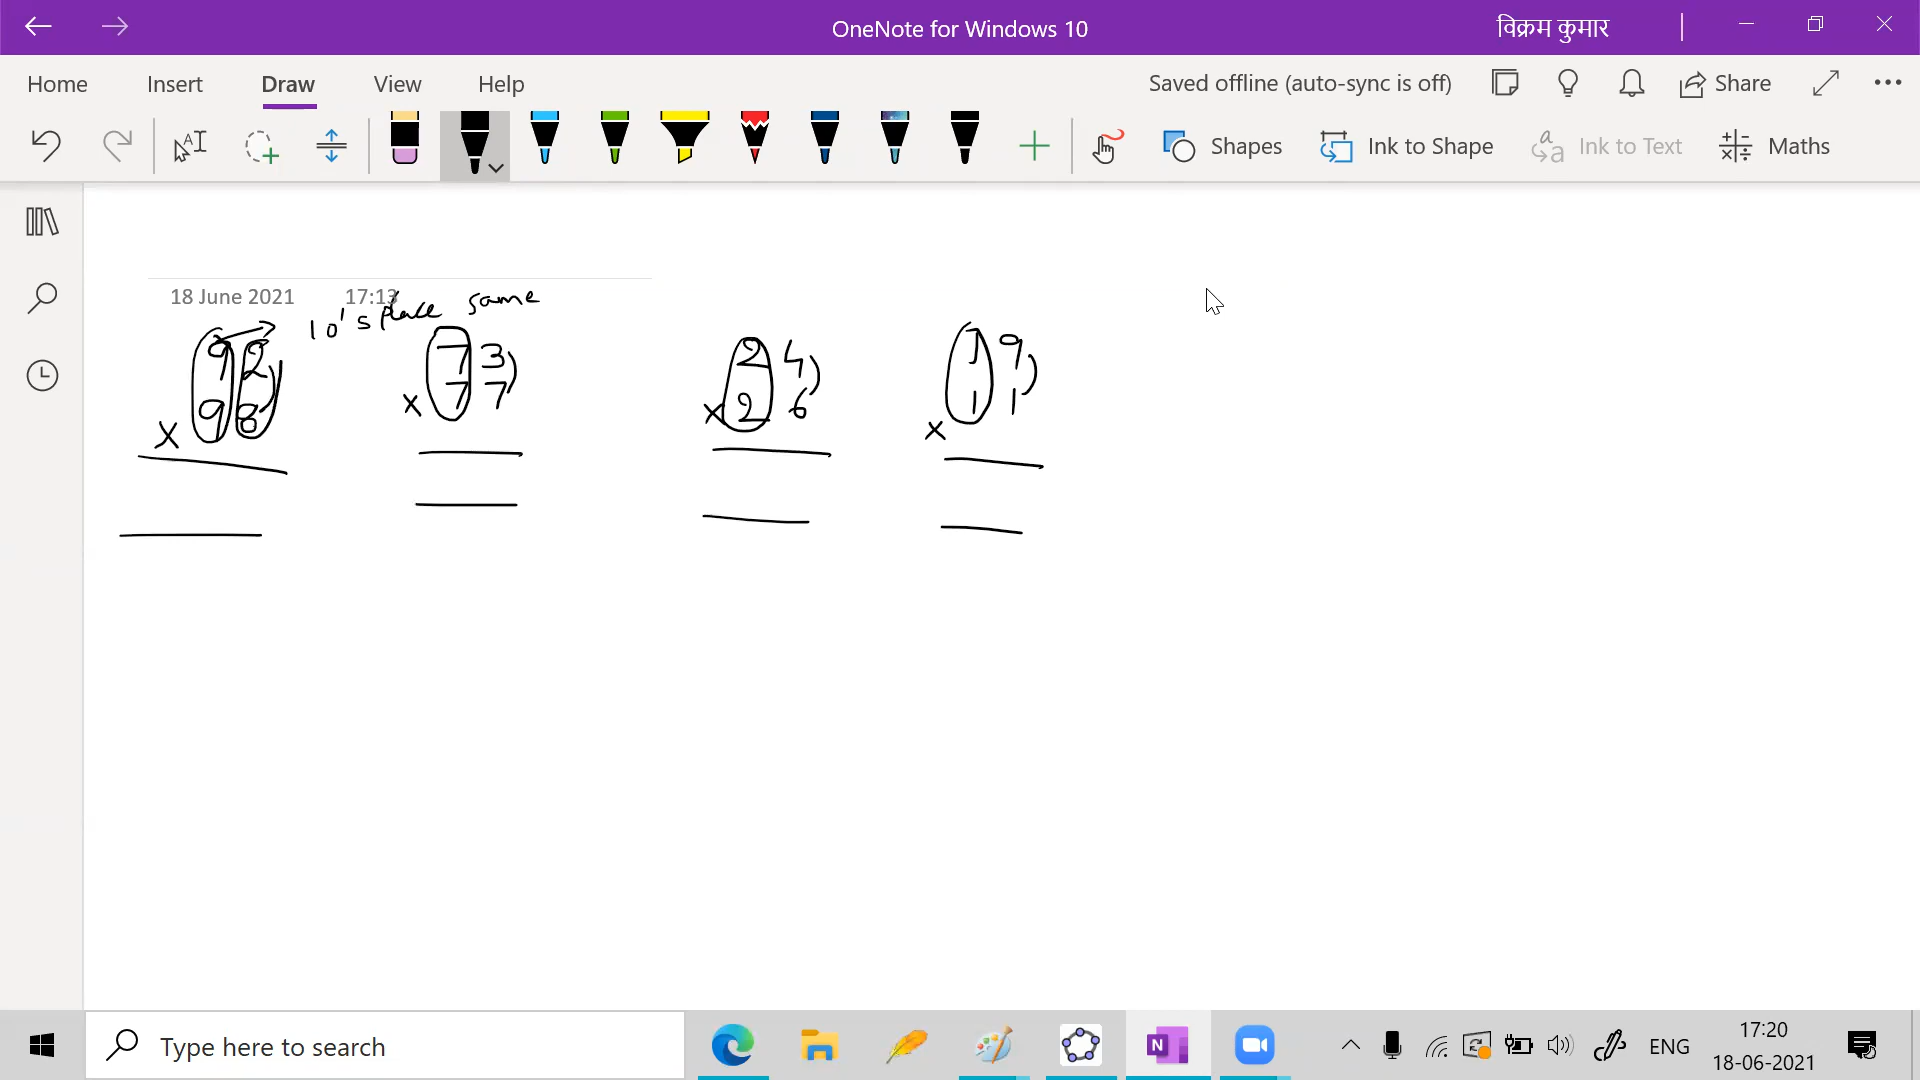 OneNote for Windows 10
विक्रम कुमार
Home Insert Draw View Help
Saved offline (auto-sync is off)
Share
Shapes
Ink to Shape
Ink to Text
Maths
18 June 2021 17:13
10's place same
92
× 98
73
× 77
24
× 26
19
× 11
Type here to search
ENG
17:20
18-06-2021